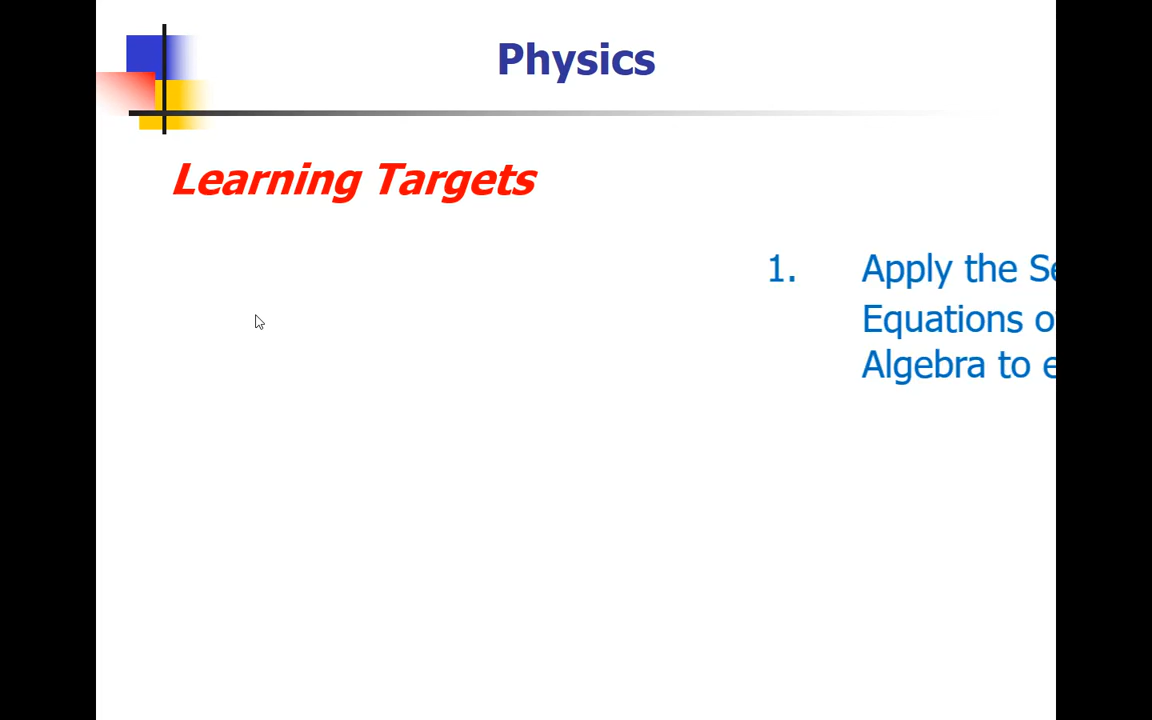 Physics
Learning Targets
1. Apply the
Equations
Algebra to